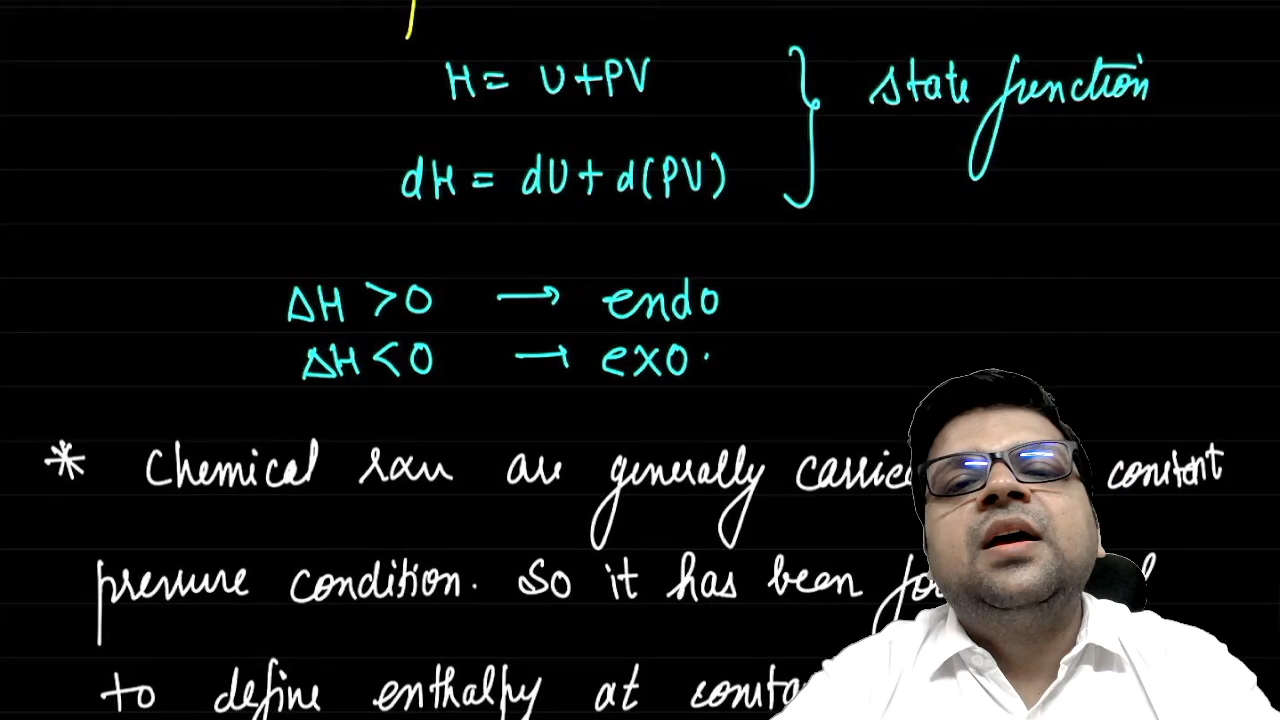 H = U+PV
state function
dH = dU + d(PV)
ΔH >0 → endo
ΔH <0 → exo.
* Chemical rxn are generally constant
pressure condition. So it has been
to define enthalpy at